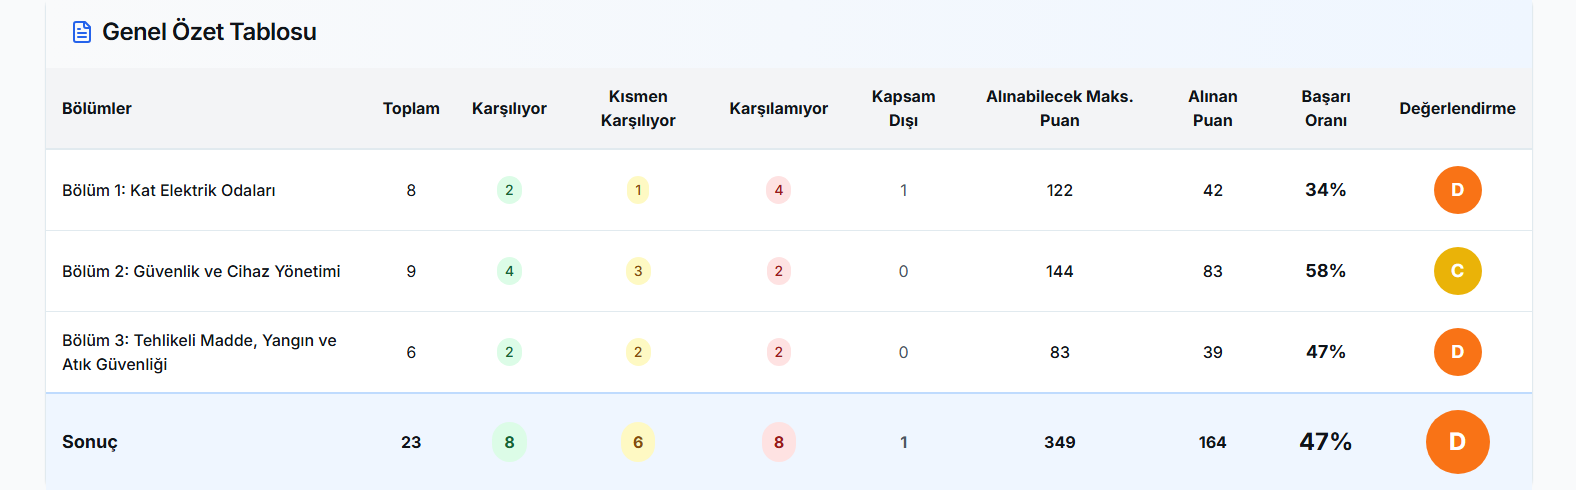 Genel Özet Tablosu
Bölümler Toplam Karşılıyor Kısmen Karşılıyor Karşılamıyor Kapsam Dışı Alınabilecek Maks. Puan Alınan Puan Başarı Oranı Değerlendirme
Bölüm 1: Kat Elektrik Odaları 8 2 1 4 1 122 42 34% D
Bölüm 2: Güvenlik ve Cihaz Yönetimi 9 4 3 2 0 144 83 58% C
Bölüm 3: Tehlikeli Madde, Yangın ve Atık Güvenliği 6 2 2 2 0 83 39 47% D
Sonuç 23 8 6 8 1 349 164 47% D